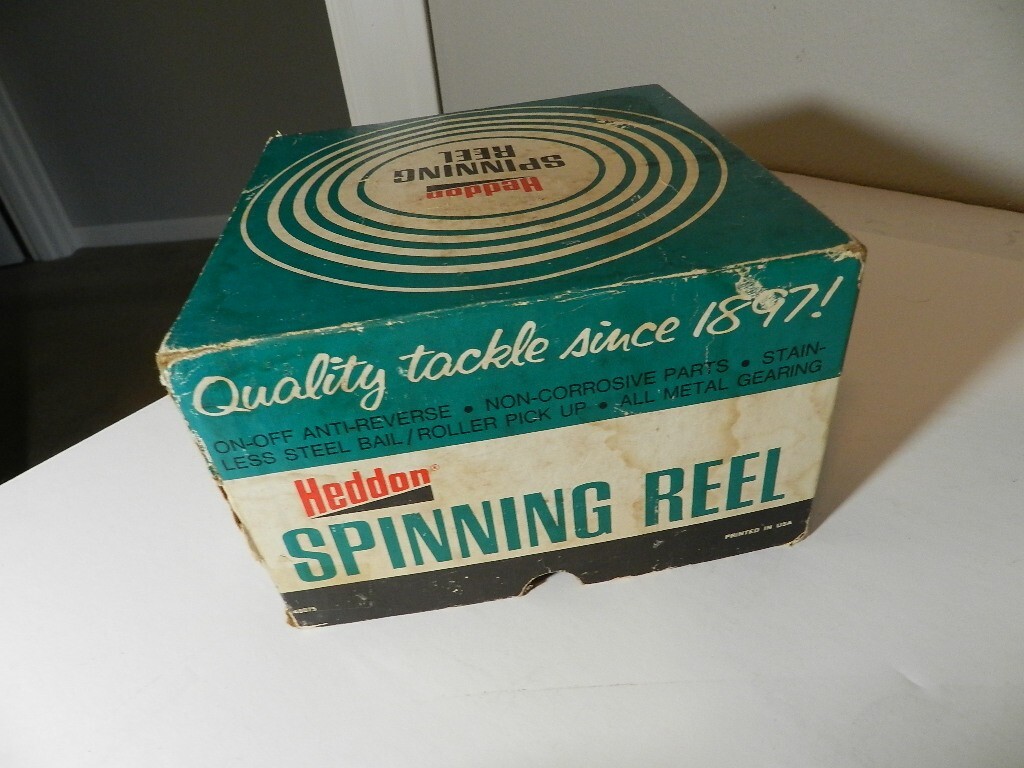 Heddon
SPINNING
REEL
Quality tackle since 1897!
ON-OFF ANTI-REVERSE • NON-CORROSIVE PARTS • STAIN-
LESS STEEL BAIL/ROLLER PICK UP • ALL METAL GEARING
Heddon®
SPINNING REEL
PRINTED IN USA